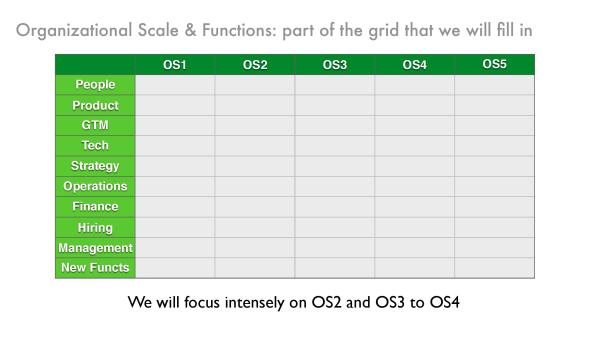 Organizational Scale & Functions: part of the grid that we will fill in
OS1 OS2 OS3 OS4 OS5
People
Product
GTM
Tech
Strategy
Operations
Finance
Hiring
Management
New Functs
We will focus intensely on OS2 and OS3 to OS4